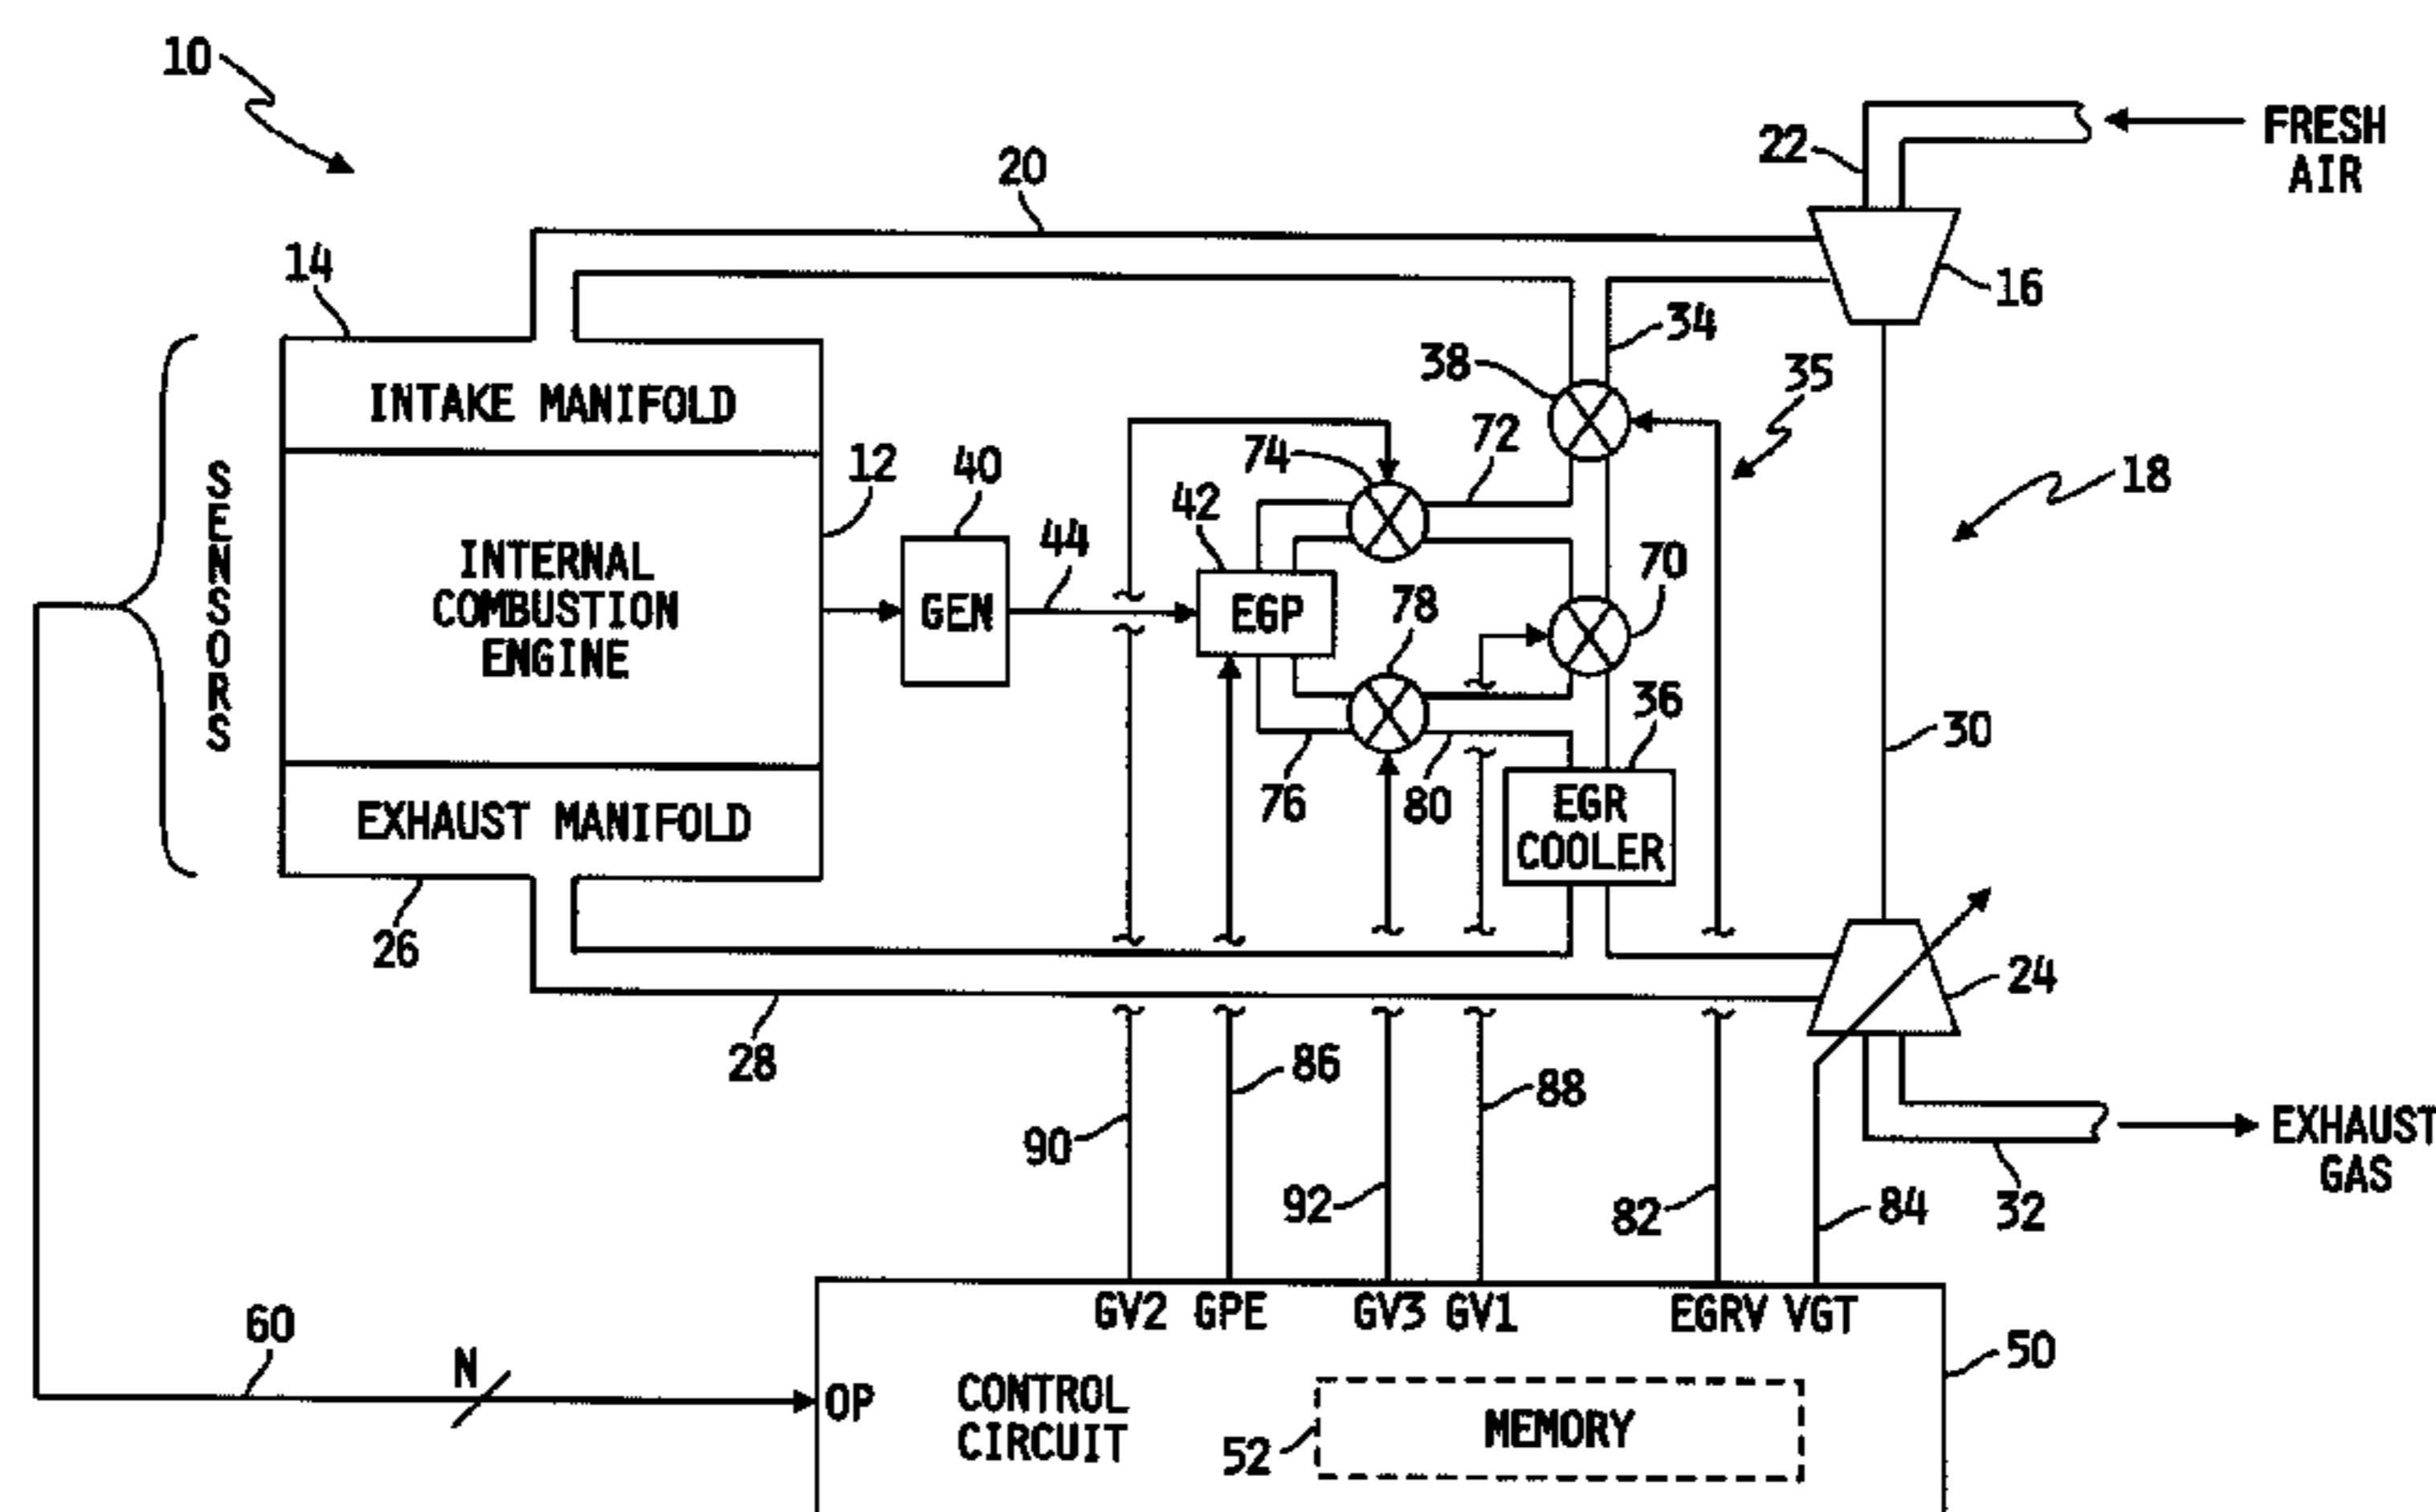 10
FRESH
AIR
22
20
14
16
34
38
35
INTAKE MANIFOLD
72
74
12
40
18
42
44
70
SENSORS
INTERNAL
COMBUSTION
ENGINE
GEN
EGP
78
36
30
76
80
EGR
COOLER
EXHAUST MANIFOLD
26
24
28
86
88
90
EXHAUST
GAS
92
82
84
32
GV2 GPE GV3 GV1 EGRV VGT
60
N
50
OP
CONTROL
CIRCUIT
MEMORY
52